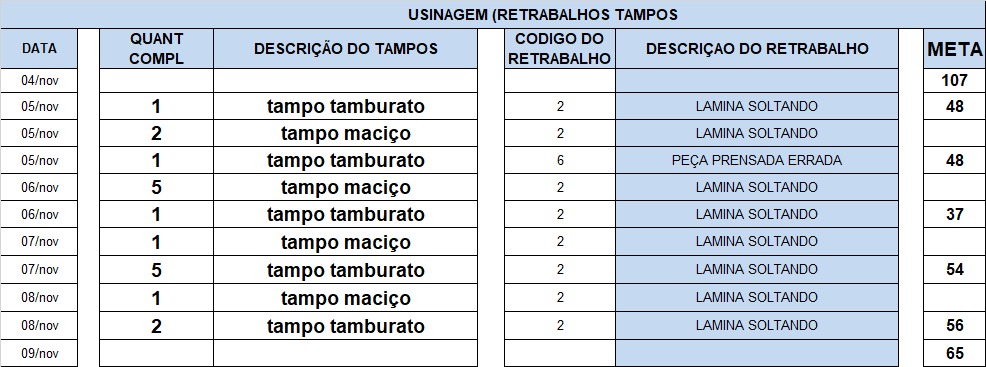 USINAGEM (RETRABALHOS TAMPOS
DATA QUANT COMPL DESCRIÇÃO DO TAMPOS CODIGO DO RETRABALHO DESCRIÇAO DO RETRABALHO META
04/nov 107
05/nov 1 tampo tamburato 2 LAMINA SOLTANDO 48
05/nov 2 tampo maciço 2 LAMINA SOLTANDO
05/nov 1 tampo tamburato 6 PEÇA PRENSADA ERRADA 48
06/nov 5 tampo maciço 2 LAMINA SOLTANDO
06/nov 1 tampo tamburato 2 LAMINA SOLTANDO 37
07/nov 1 tampo maciço 2 LAMINA SOLTANDO
07/nov 5 tampo tamburato 2 LAMINA SOLTANDO 54
08/nov 1 tampo maciço 2 LAMINA SOLTANDO
08/nov 2 tampo tamburato 2 LAMINA SOLTANDO 56
09/nov 65